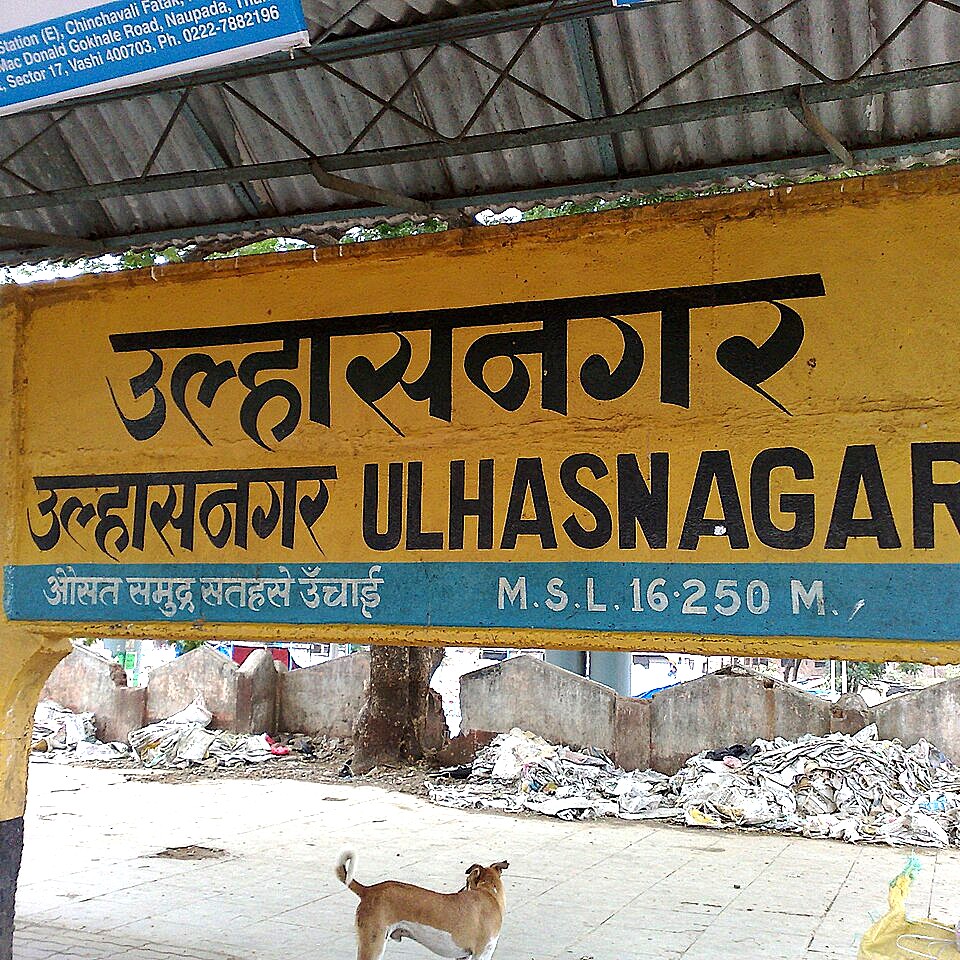 Station (E), Chinchavali Fatak,
Mac Donald Gokhale Road, Naupada,
Sector 17, Vashi 400703, Ph. 0222-7882196
उल्हासनगर
उल्हासनगर ULHASNAGAR
औसत समुद्र सतहसे उँचाई M.S.L. 16.250 M.